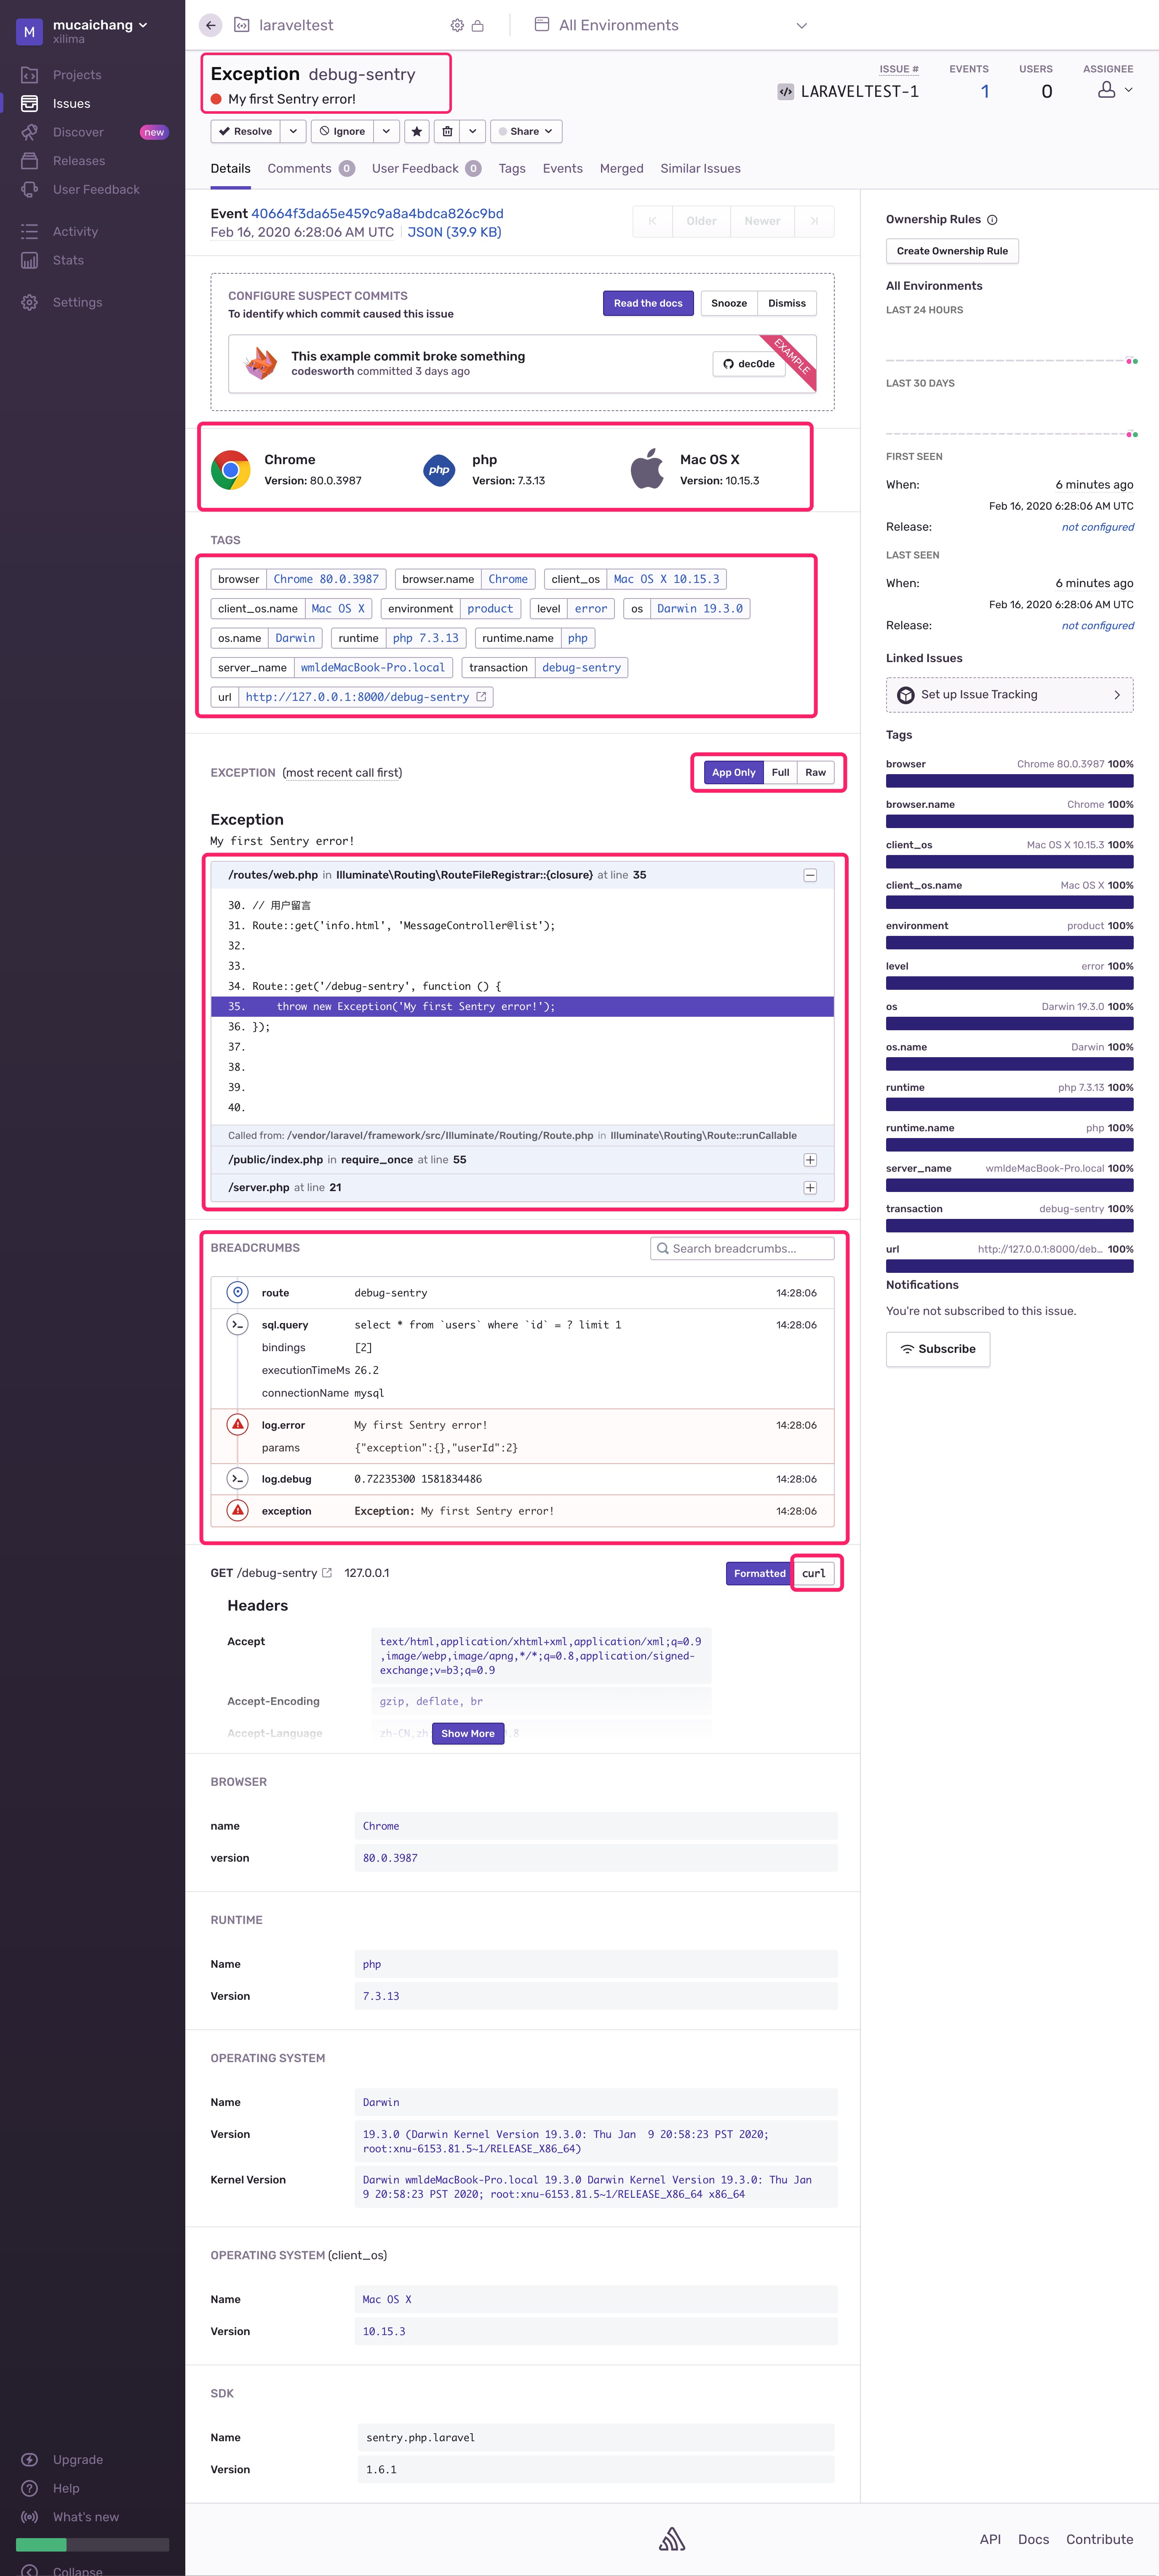 M
mucaichang
xilima
Projects
Issues
Discover new
Releases
User Feedback
Activity
Stats
Settings
Upgrade
Help
What's new
Collapse
laraveltest
All Environments
Exception debug-sentry
My first Sentry error!
ISSUE # EVENTS USERS ASSIGNEE
LARAVELTEST-1 1 0
Resolve Ignore Share
Details Comments 0 User Feedback 0 Tags Events Merged Similar Issues
Event 40664f3da65e459c9a8a4bdca826c9bd
Feb 16, 2020 6:28:06 AM UTC JSON (39.9 KB)
Older Newer
CONFIGURE SUSPECT COMMITS
To identify which commit caused this issue
Read the docs Snooze Dismiss
This example commit broke something
codesworth committed 3 days ago
dec0de
EXAMPLE
Chrome
Version: 80.0.3987
php
php
Version: 7.3.13
Mac OS X
Version: 10.15.3
TAGS
browser Chrome 80.0.3987 browser.name Chrome client_os Mac OS X 10.15.3
client_os.name Mac OS X environment product level error os Darwin 19.3.0
os.name Darwin runtime php 7.3.13 runtime.name php
server_name wmldeMacBook-Pro.local transaction debug-sentry
url http://127.0.0.1:8000/debug-sentry
EXCEPTION (most recent call first)
App Only Full Raw
Exception
My first Sentry error!
/routes/web.php in Illuminate\Routing\RouteFileRegistrar::{closure} at line 35
30. // 用户留言
31. Route::get('info.html', 'MessageController@list');
32.
33.
34. Route::get('/debug-sentry', function () {
35. throw new Exception('My first Sentry error!');
36. });
37.
38.
39.
40.
Called from: /vendor/laravel/framework/src/Illuminate/Routing/Route.php in Illuminate\Routing\Route::runCallable
/public/index.php in require_once at line 55
/server.php at line 21
BREADCRUMBS
Search breadcrumbs...
route debug-sentry 14:28:06
sql.query select * from `users` where `id` = ? limit 1 14:28:06
bindings [2]
executionTimeMs 26.2
connectionName mysql
log.error My first Sentry error! 14:28:06
params {"exception":{},"userId":2}
log.debug 0.72235300 1581834486 14:28:06
exception Exception: My first Sentry error! 14:28:06
GET /debug-sentry 127.0.0.1
Formatted curl
Headers
Accept text/html,application/xhtml+xml,application/xml;q=0.9
,image/webp,image/apng,*/*;q=0.8,application/signed-
exchange;v=b3;q=0.9
Accept-Encoding gzip, deflate, br
Accept-Language zh-CN,zh .8
Show More
BROWSER
name Chrome
version 80.0.3987
RUNTIME
Name php
Version 7.3.13
OPERATING SYSTEM
Name Darwin
Version 19.3.0 (Darwin Kernel Version 19.3.0: Thu Jan 9 20:58:23 PST 2020;
root:xnu-6153.81.5~1/RELEASE_X86_64)
Kernel Version Darwin wmldeMacBook-Pro.local 19.3.0 Darwin Kernel Version 19.3.0: Thu Jan
9 20:58:23 PST 2020; root:xnu-6153.81.5~1/RELEASE_X86_64 x86_64
OPERATING SYSTEM (client_os)
Name Mac OS X
Version 10.15.3
SDK
Name sentry.php.laravel
Version 1.6.1
Ownership Rules
Create Ownership Rule
All Environments
LAST 24 HOURS
LAST 30 DAYS
FIRST SEEN
When: 6 minutes ago
Feb 16, 2020 6:28:06 AM UTC
Release: not configured
LAST SEEN
When: 6 minutes ago
Feb 16, 2020 6:28:06 AM UTC
Release: not configured
Linked Issues
Set up Issue Tracking
Tags
browser Chrome 80.0.3987 100%
browser.name Chrome 100%
client_os Mac OS X 10.15.3 100%
client_os.name Mac OS X 100%
environment product 100%
level error 100%
os Darwin 19.3.0 100%
os.name Darwin 100%
runtime php 7.3.13 100%
runtime.name php 100%
server_name wmldeMacBook-Pro.local 100%
transaction debug-sentry 100%
url http://127.0.0.1:8000/deb... 100%
Notifications
You're not subscribed to this issue.
Subscribe
API Docs Contribute